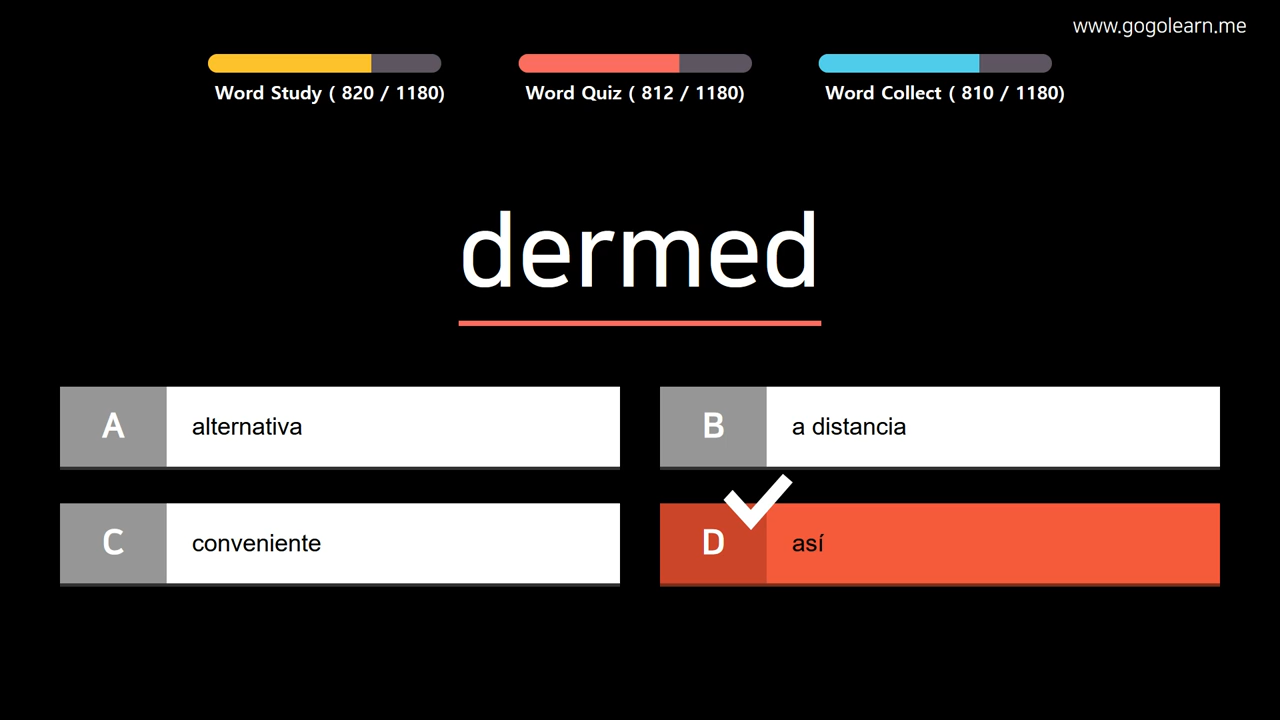 www.gogolearn.me
Word Study ( 820 / 1180)
Word Quiz ( 812 / 1180)
Word Collect ( 810 / 1180)
dermed
A alternativa
B a distancia
C conveniente
D así